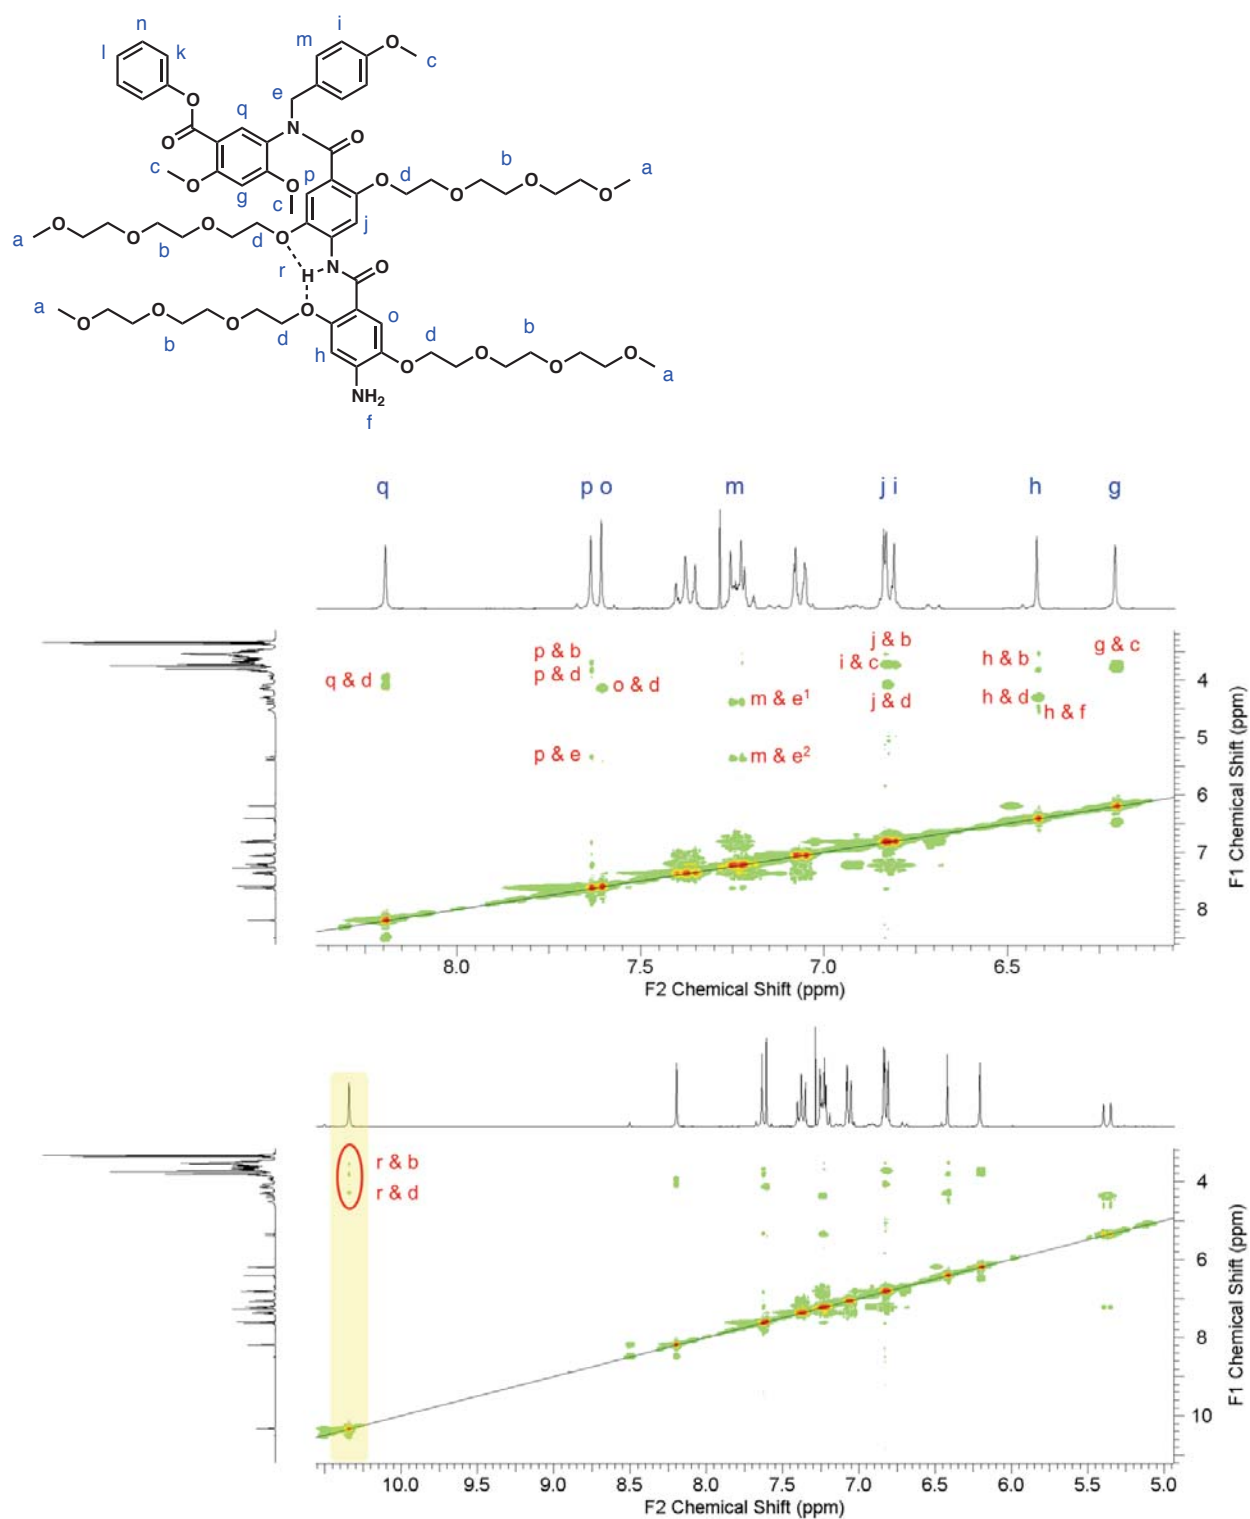 n
i
l
k
m
O
c
e
O
q
N
O
O
c
O
g
O
c
p
O
d
b
O
O
O
a
j
a
O
O
b
O
d
O
r
H
N
O
a
O
O
b
O
d
O
o
h
d
O
b
O
O
a
NH2
f
q p o m j i h g
p & b
j & b
g & c
q & d
p & d
o & d
i & c
h & b
m & e1
j & d
h & d
h & f
p & e
m & e2
4
5
6
7
8
F1 Chemical Shift (ppm)
8.0 7.5 7.0 6.5
F2 Chemical Shift (ppm)
r & b
r & d
4
6
8
10
F1 Chemical Shift (ppm)
10.0 9.5 9.0 8.5 8.0 7.5 7.0 6.5 6.0 5.5 5.0
F2 Chemical Shift (ppm)